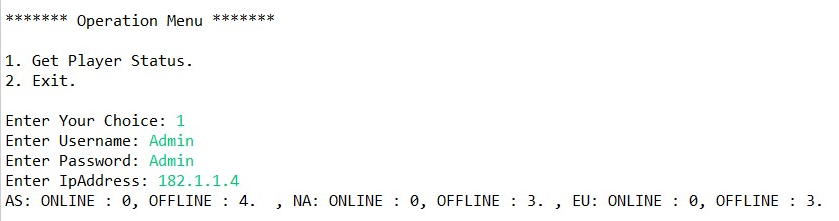 ******* Operation Menu *******
1. Get Player Status.
2. Exit.
Enter Your Choice: 1
Enter Username: Admin
Enter Password: Admin
Enter IpAddress: 182.1.1.4
AS: ONLINE : 0, OFFLINE : 4.  , NA: ONLINE : 0, OFFLINE : 3. , EU: ONLINE : 0, OFFLINE : 3.